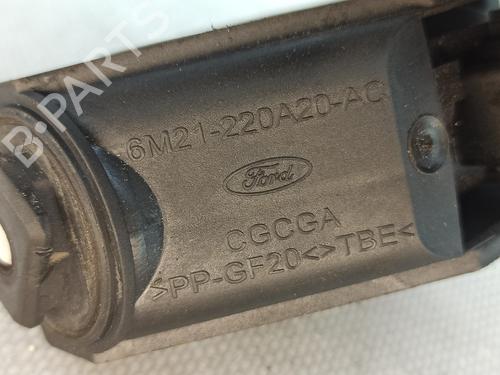 B-PARTS
6M21-220A20-AC
Ford
CGCGA
>PP-GF20<>TBE<